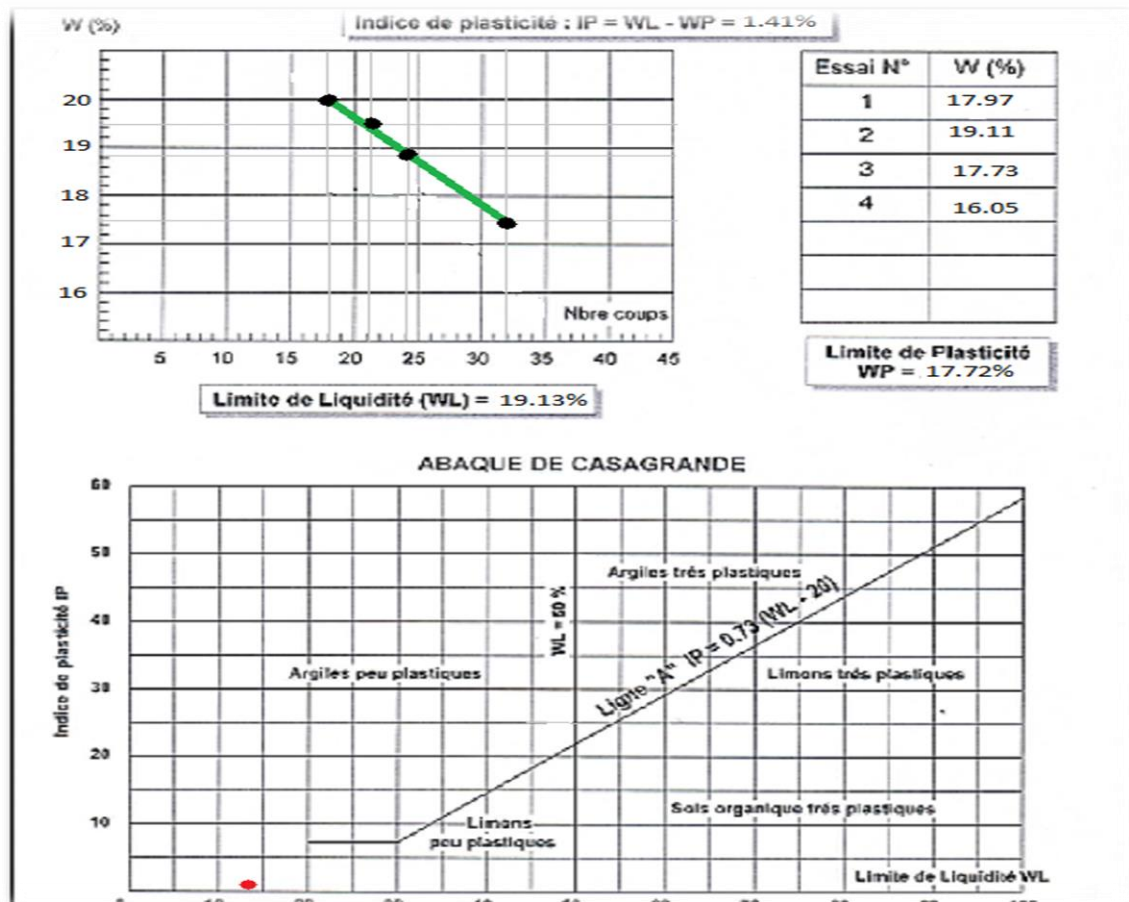 W (%)
Indice de plasticité : IP = WL - WP = 1.41%
20
19
18
17
16
Nbre coups
5 10 15 20 25 30 35 40 45
Limite de Liquidité (WL) = 19.13%
Essai N° W (%)
1 17.97
2 19.11
3 17.73
4 16.05
Limite de Plasticité
WP = 17.72%
ABAQUE DE CASAGRANDE
Indice de plasticité IP
60
50
40
30
20
10
WL = 50 %
Argiles trés plastiques
Ligne "A" IP = 0.73 (WL - 20)
Argiles peu plastiques
Limons trés plastiques
Limons
peu plastiques
Sols organique trés plastiques
Limite de Liquidité WL